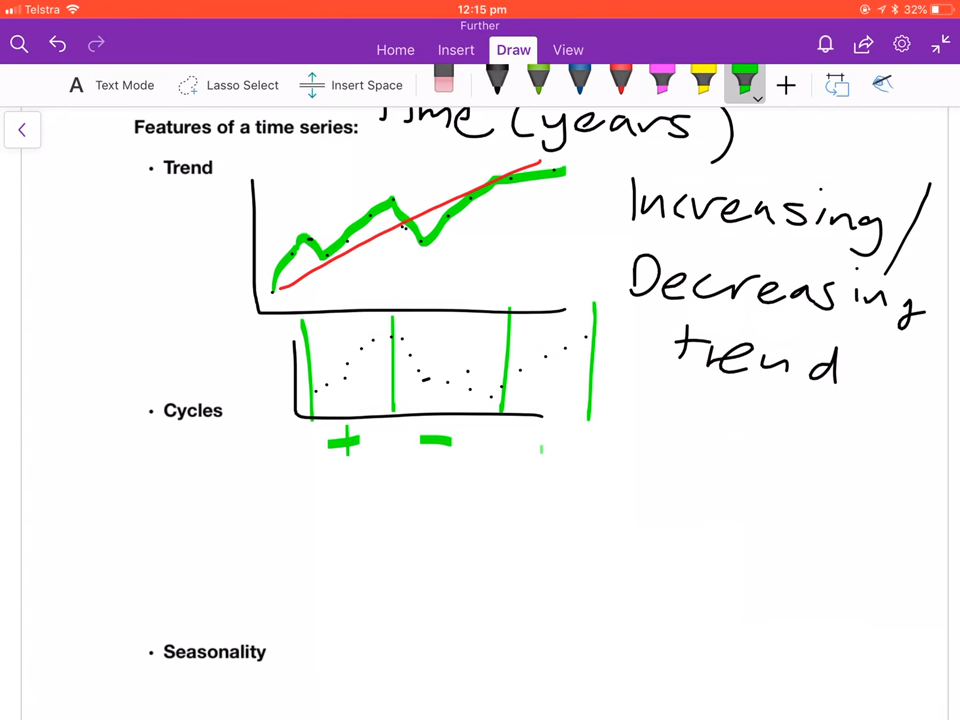 Telstra 12:15 pm 32%
Further
Home Insert Draw View
Text Mode Lasso Select Insert Space
Time (years)
Features of a time series:
• Trend
Increasing/
Decreasing
trend
• Cycles
+ −
• Seasonality